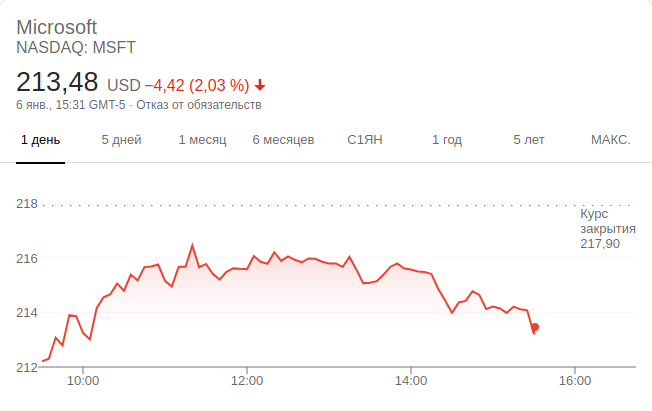 Microsoft
NASDAQ: MSFT
213,48 USD −4,42 (2,03 %)
6 янв., 15:31 GMT-5 · Отказ от обязательств
1 день 5 дней 1 месяц 6 месяцев С1ЯН 1 год 5 лет МАКС.
218
Курс
закрытия
217,90
216
214
212
10:00 12:00 14:00 16:00